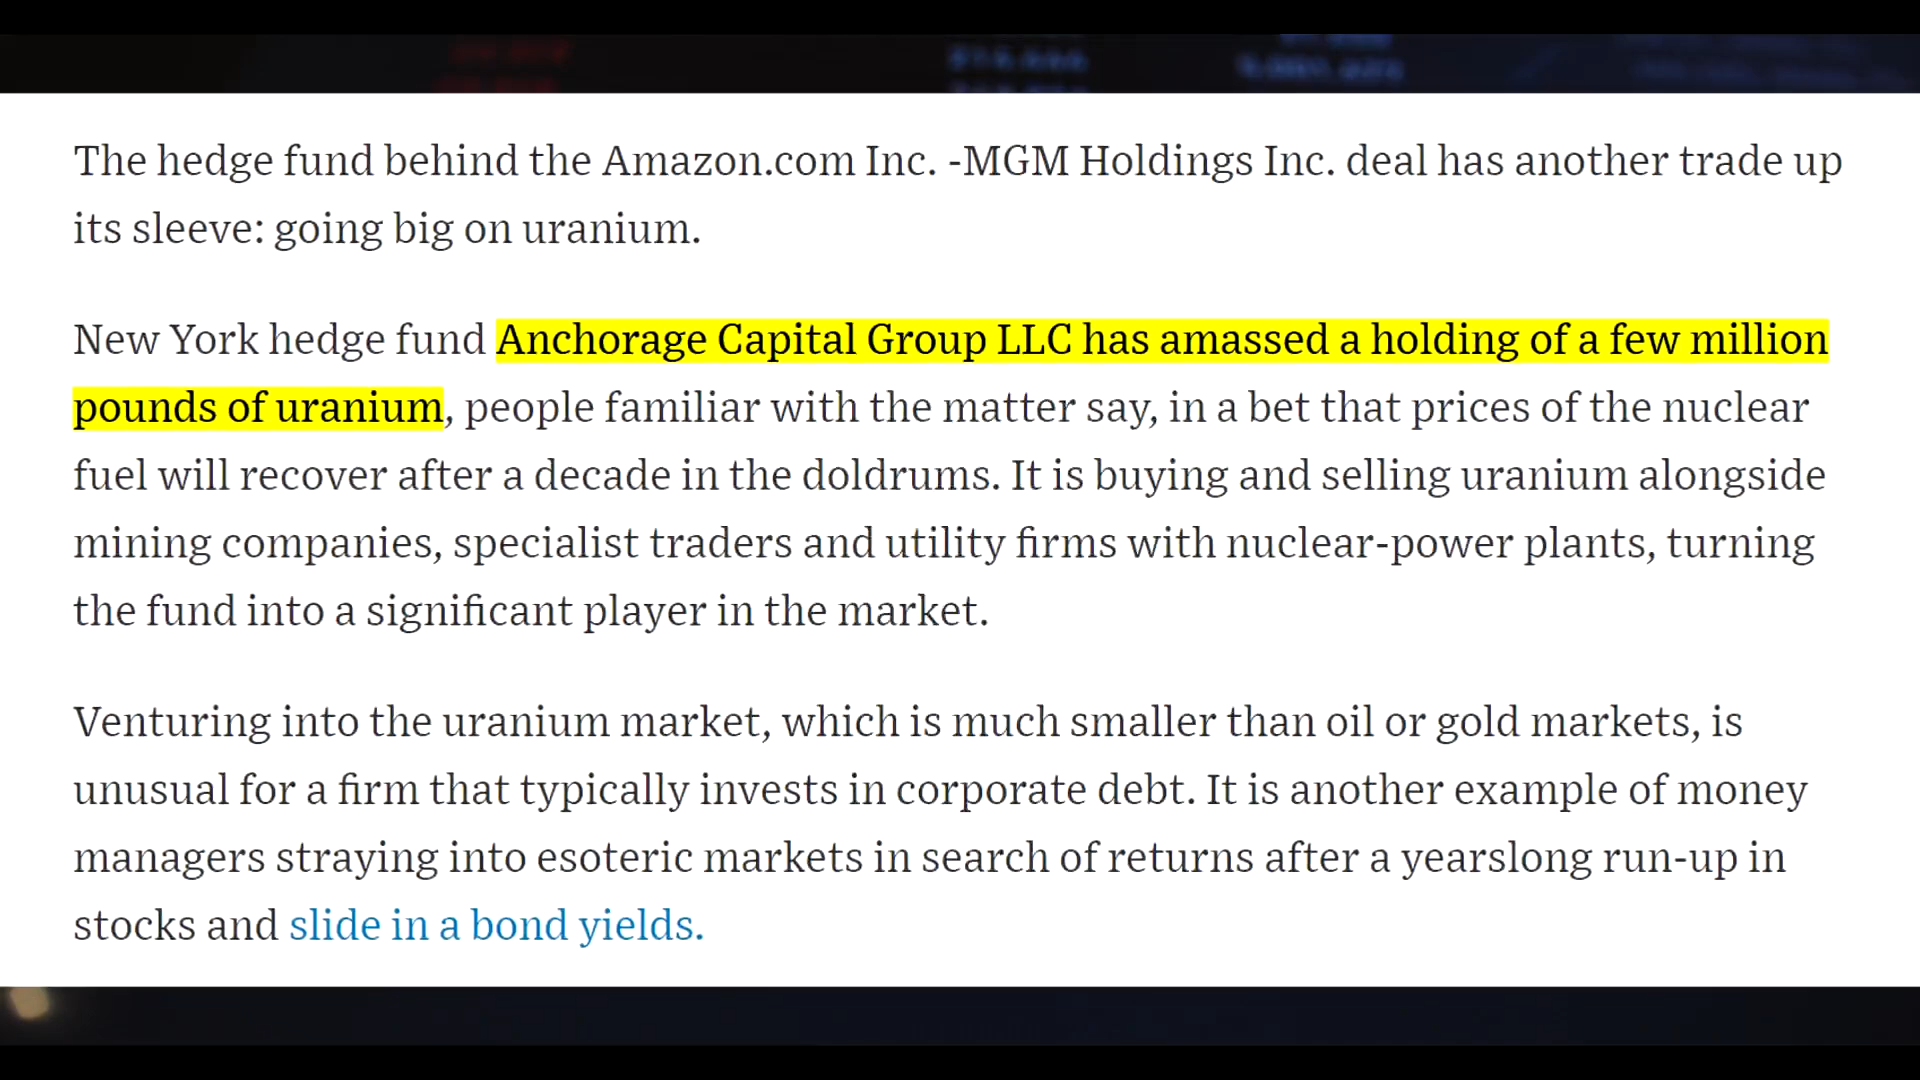 The hedge fund behind the Amazon.com Inc. -MGM Holdings Inc. deal has another trade up
its sleeve: going big on uranium.
New York hedge fund Anchorage Capital Group LLC has amassed a holding of a few million
pounds of uranium, people familiar with the matter say, in a bet that prices of the nuclear
fuel will recover after a decade in the doldrums. It is buying and selling uranium alongside
mining companies, specialist traders and utility firms with nuclear-power plants, turning
the fund into a significant player in the market.
Venturing into the uranium market, which is much smaller than oil or gold markets, is
unusual for a firm that typically invests in corporate debt. It is another example of money
managers straying into esoteric markets in search of returns after a yearslong run-up in
stocks and slide in a bond yields.